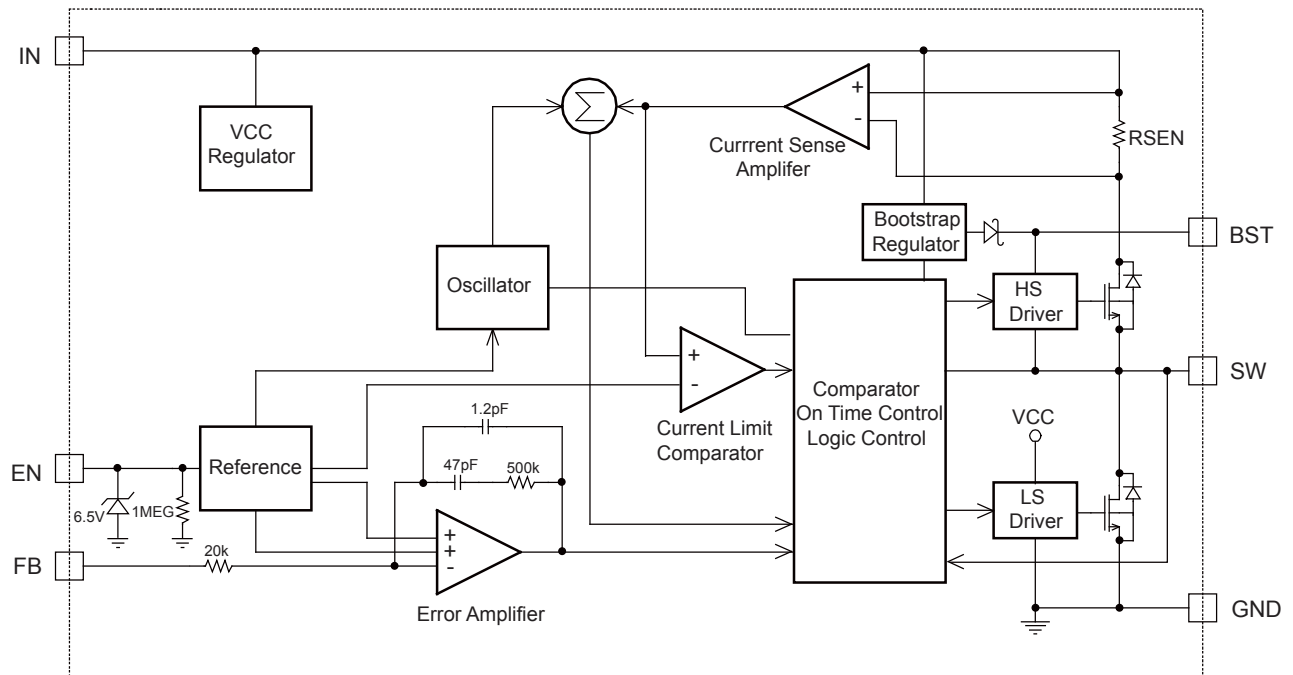 IN
VCC
Regulator
Σ
+
-
Currrent Sense
Amplifer
RSEN
Bootstrap
Regulator
BST
Oscillator
HS
Driver
+
-
Current Limit
Comparator
Comparator
On Time Control
Logic Control
SW
VCC
1.2pF
47pF
500k
EN
Reference
6.5V
1MEG
LS
Driver
FB
20k
+
+
-
Error Amplifier
GND